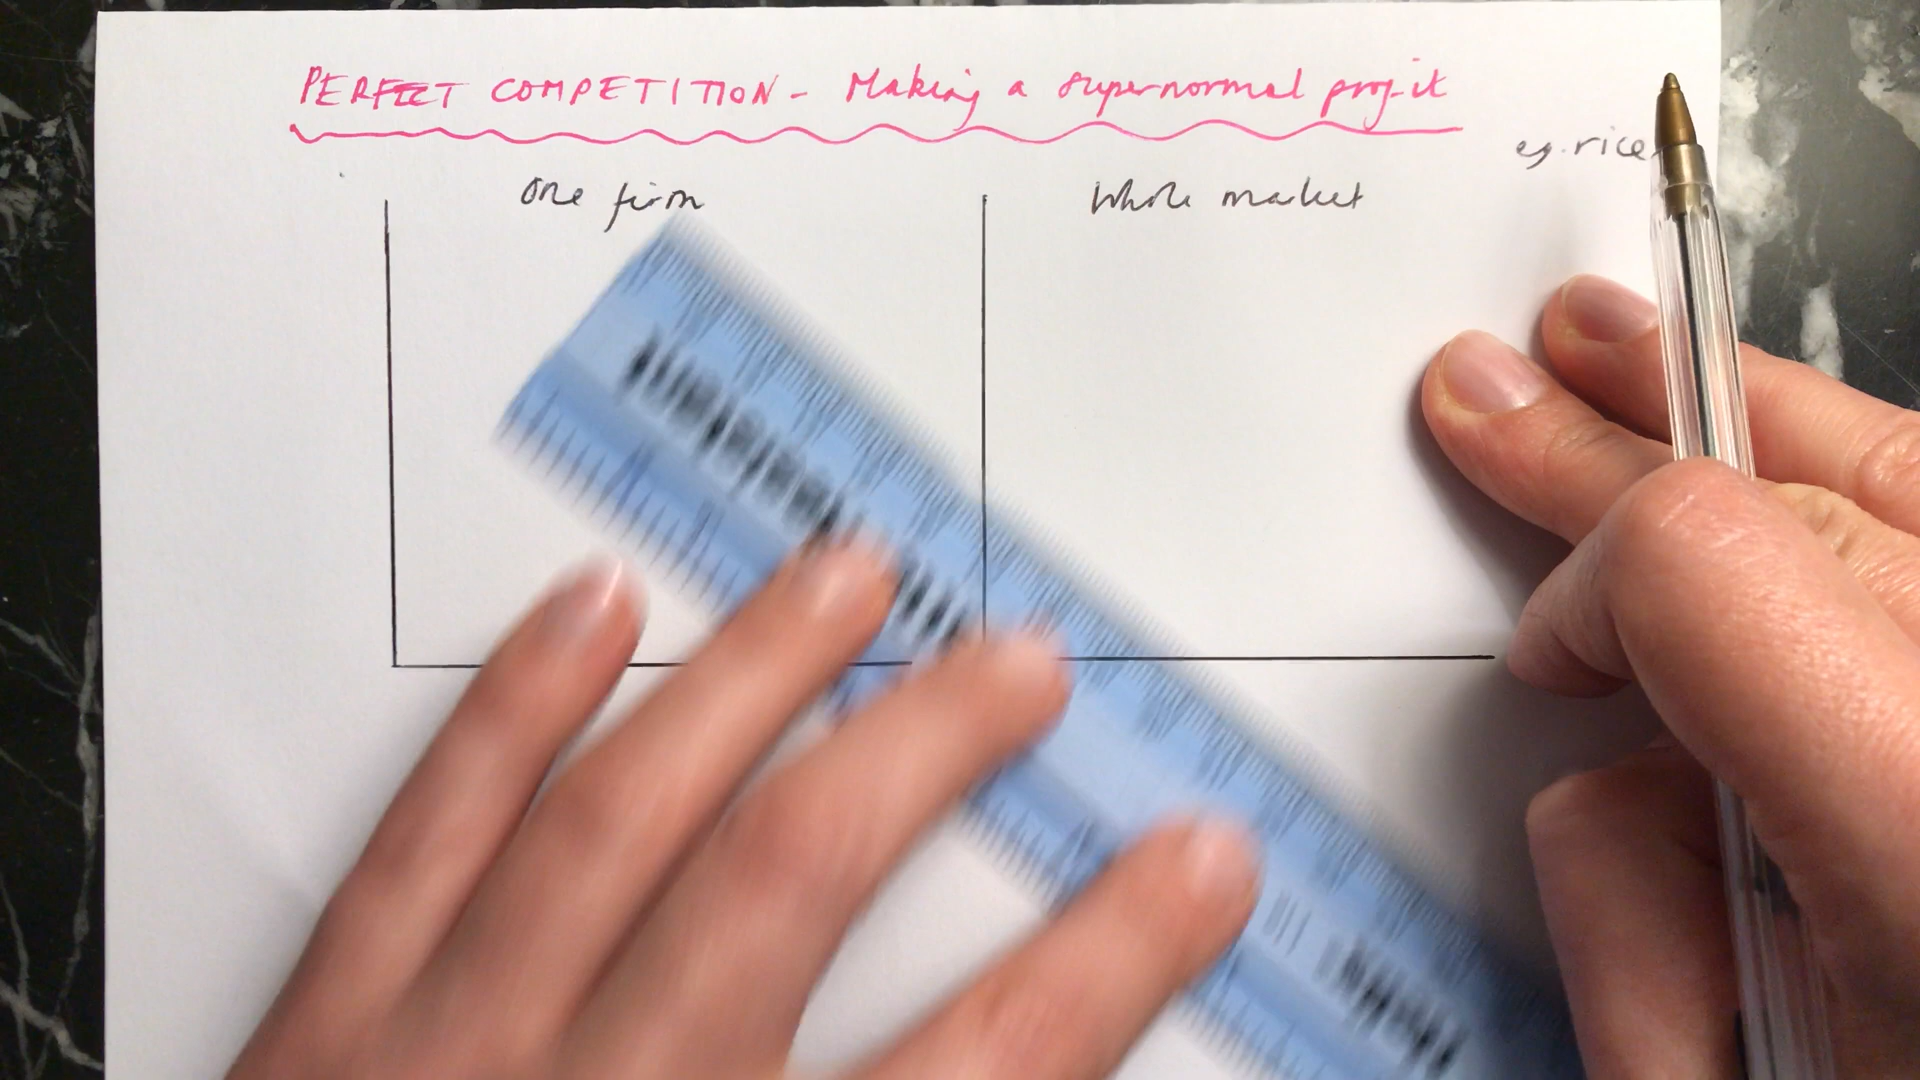 PERFECT COMPETITION - Making a supernormal profit
eg. rice
One firm
Whole market